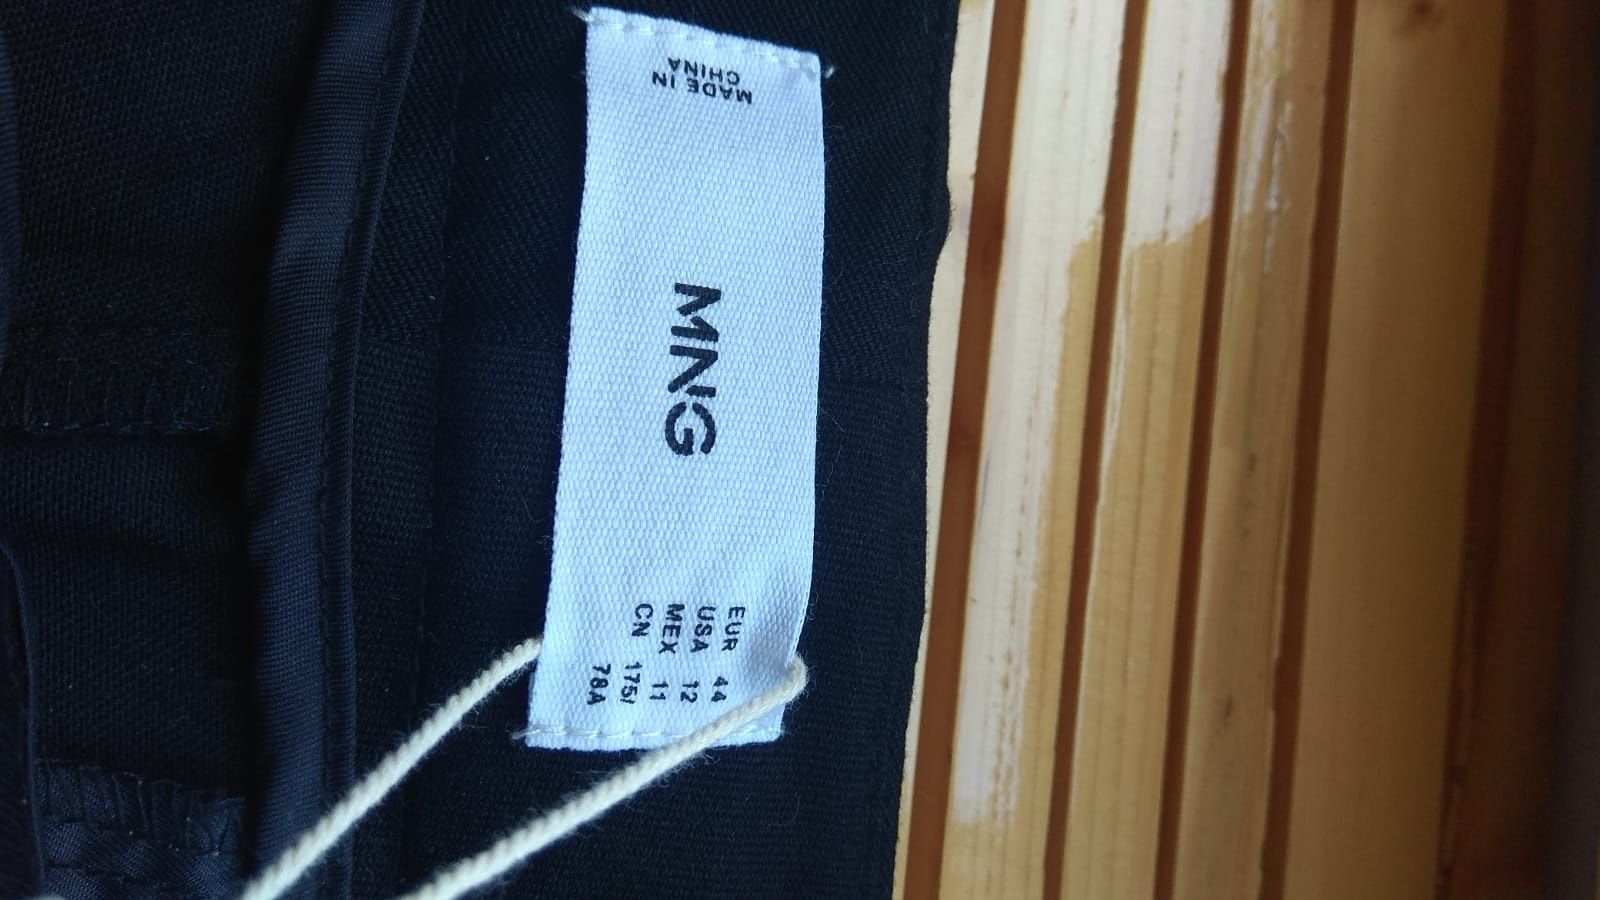 MADE IN
CHINA
MNG
EUR 44
USA 12
MEX 11
CN 175/
78A